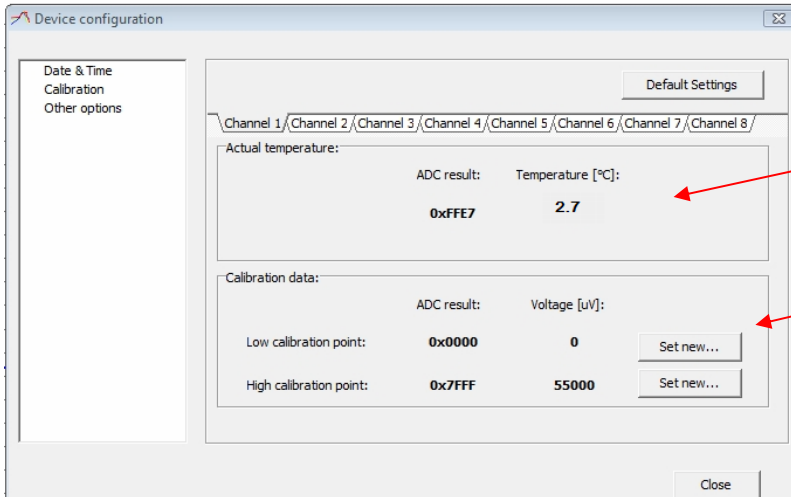 Device configuration
Date & Time
Calibration
Other options
Default Settings
Channel 1 Channel 2 Channel 3 Channel 4 Channel 5 Channel 6 Channel 7 Channel 8
Actual temperature:
ADC result: Temperature [°C]:
0xFFE7 2.7
Calibration data:
ADC result: Voltage [uV]:
Low calibration point: 0x0000 0 Set new...
High calibration point: 0x7FFF 55000 Set new...
Close